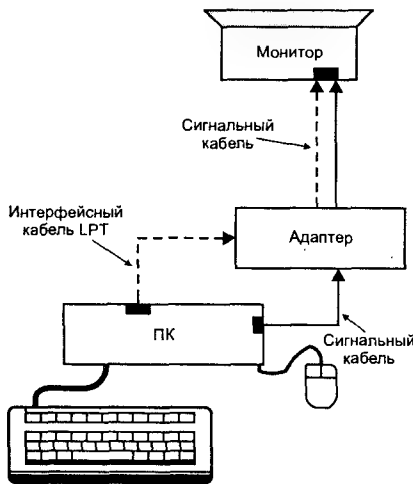 Монитор
Сигнальный
кабель
Интерфейсный
кабель LPT
Адаптер
ПК
Сигнальный
кабель